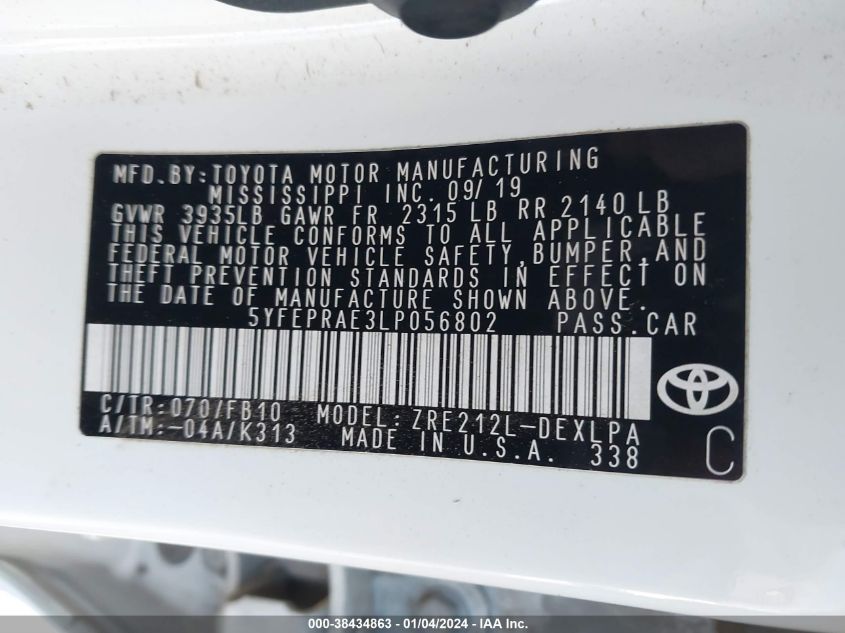 MFD. BY: TOYOTA MOTOR MANUFACTURING
MISSISSIPPI INC. 09/19
GVWR 3935LB GAWR FR 2315 LB RR 2140 LB
THIS VEHICLE CONFORMS TO ALL APPLICABLE
FEDERAL MOTOR VEHICLE SAFETY, BUMPER, AND
THEFT PREVENTION STANDARDS IN EFFECT ON
THE DATE OF MANUFACTURE SHOWN ABOVE.
5YFEPRAE3LP056802 PASS. CAR
C/TR: 070/FB10 MODEL: ZRE212L-DEXLPA
A/TM: -04A/K313 MADE IN U.S.A. 338 C
000-38434863 - 01/04/2024 - IAAI.COM